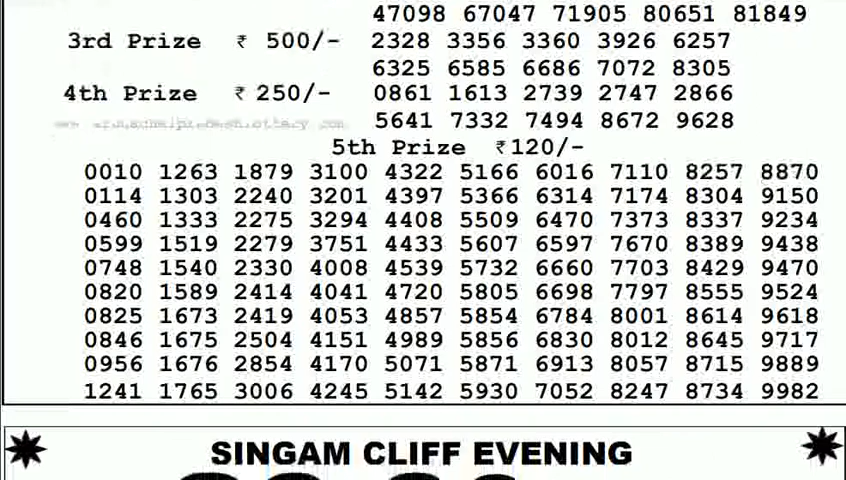 47098 67047 71905 80651 81849
3rd Prize ₹ 500/- 2328 3356 3360 3926 6257
6325 6585 6686 7072 8305
4th Prize ₹ 250/- 0861 1613 2739 2747 2866
5641 7332 7494 8672 9628
5th Prize ₹120/-
0010 1263 1879 3100 4322 5166 6016 7110 8257 8870
0114 1303 2240 3201 4397 5366 6314 7174 8304 9150
0460 1333 2275 3294 4408 5509 6470 7373 8337 9234
0599 1519 2279 3751 4433 5607 6597 7670 8389 9438
0748 1540 2330 4008 4539 5732 6660 7703 8429 9470
0820 1589 2414 4041 4720 5805 6698 7797 8555 9524
0825 1673 2419 4053 4857 5854 6784 8001 8614 9618
0846 1675 2504 4151 4989 5856 6830 8012 8645 9717
0956 1676 2854 4170 5071 5871 6913 8057 8715 9889
1241 1765 3006 4245 5142 5930 7052 8247 8734 9982
SINGAM CLIFF EVENING